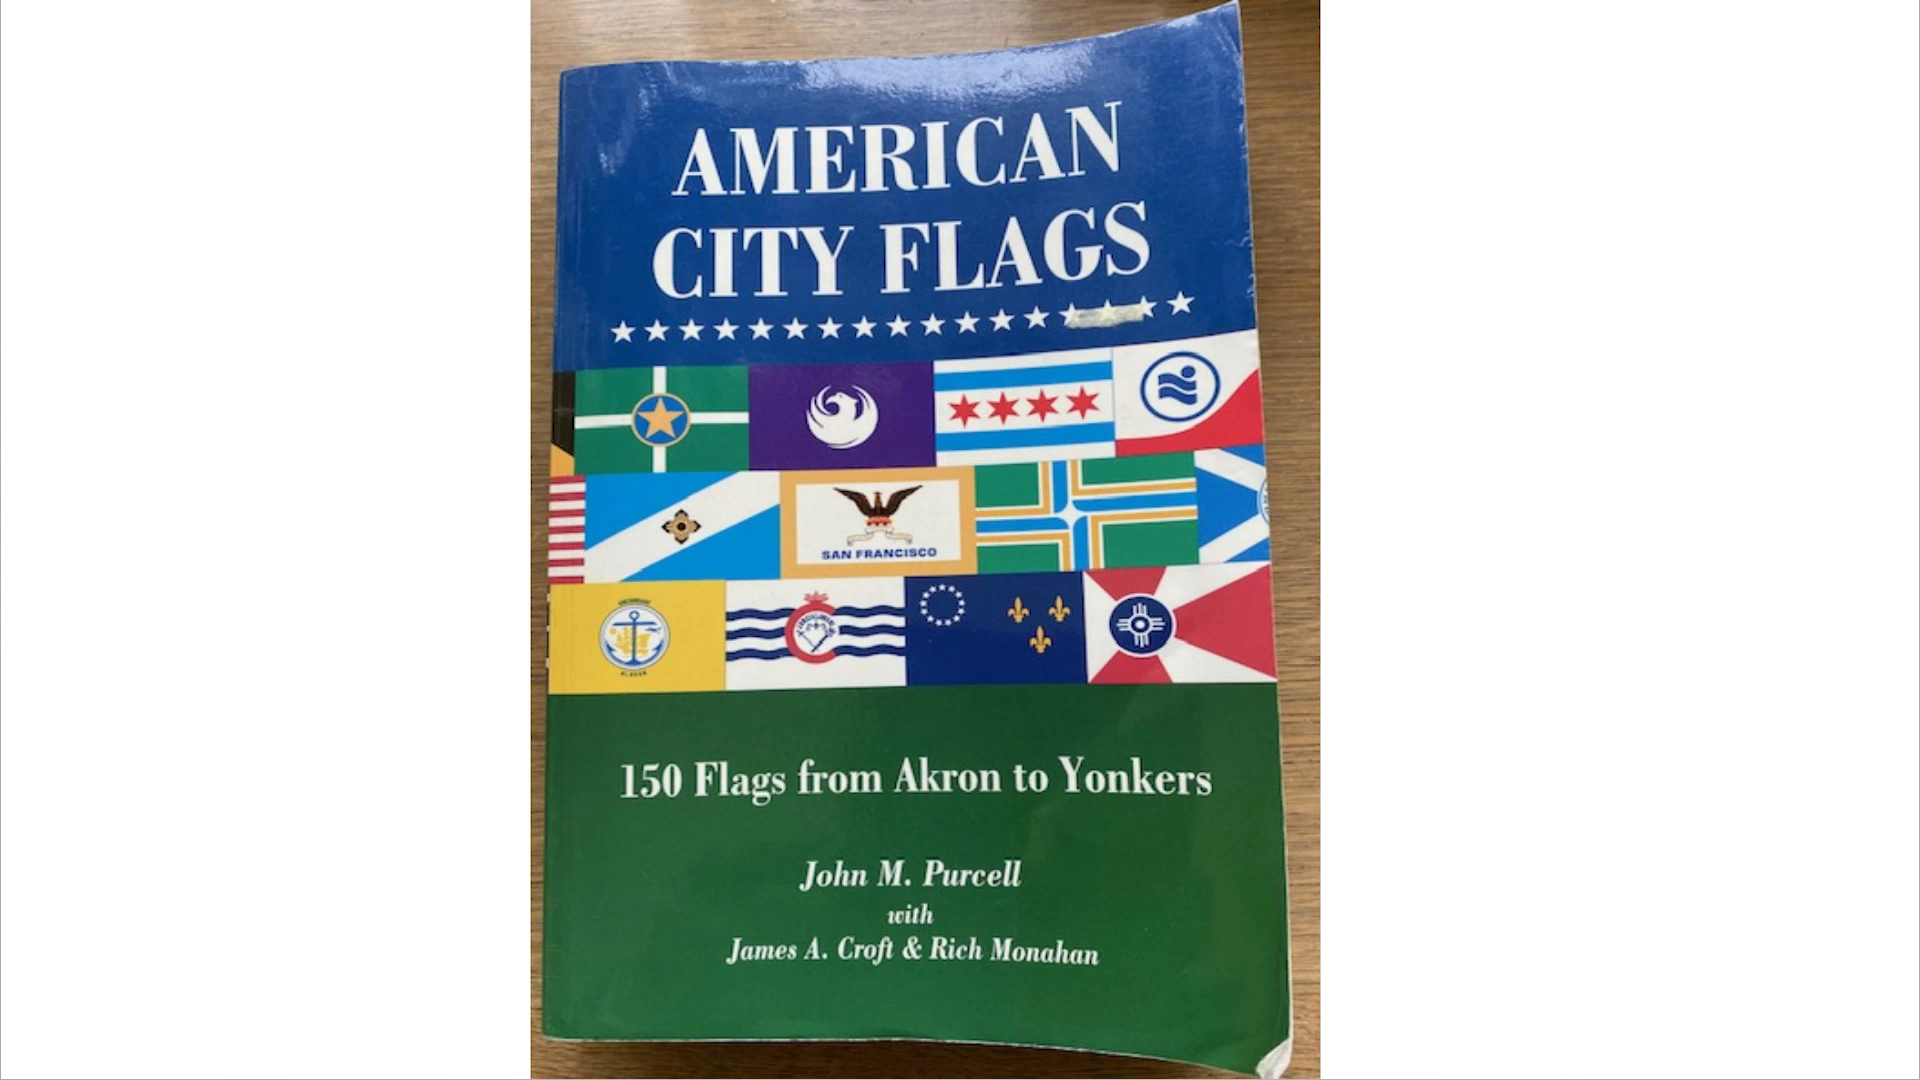 AMERICAN
CITY FLAGS
SAN FRANCISCO
150 Flags from Akron to Yonkers
John M. Purcell
with
James A. Croft & Rich Monahan